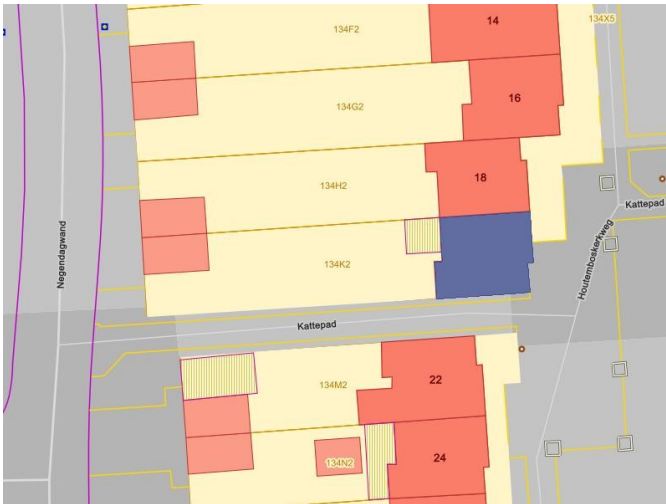 14
134X5
134F2
134G2
16
134H2
18
Kattepad
Negendagwand
134K2
Houtemboskerkweg
Kattepad
134M2
22
134N2
24